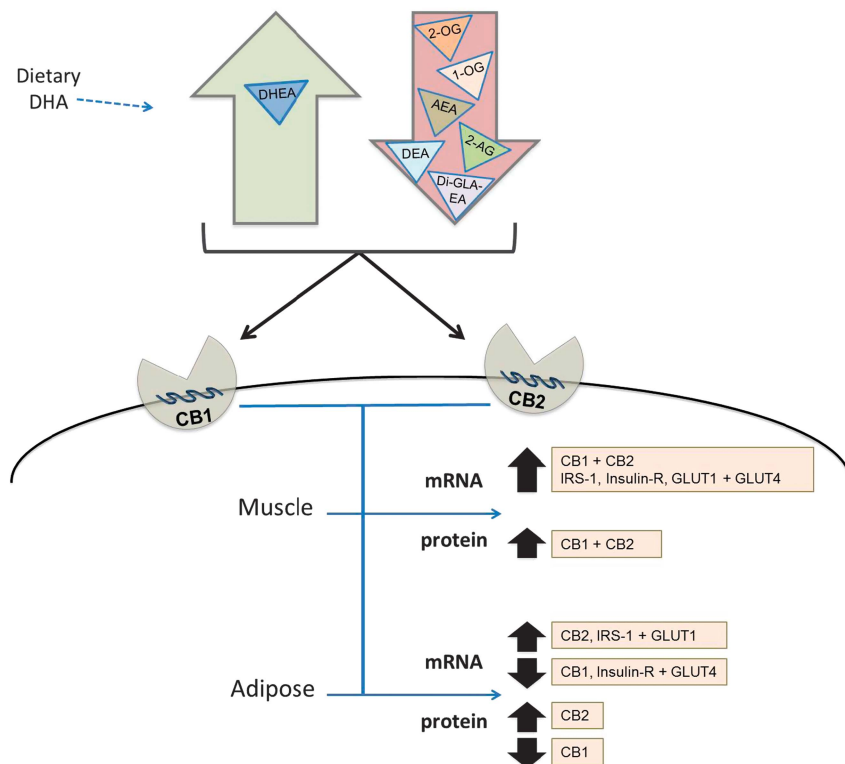 Dietary
DHA
DHEA
2-OG
1-OG
AEA
2-AG
DEA
Di-GLA-
EA
CB1
CB2
Muscle
mRNA
CB1 + CB2
IRS-1, Insulin-R, GLUT1 + GLUT4
protein
CB1 + CB2
Adipose
mRNA
CB2, IRS-1 + GLUT1
CB1, Insulin-R + GLUT4
protein
CB2
CB1